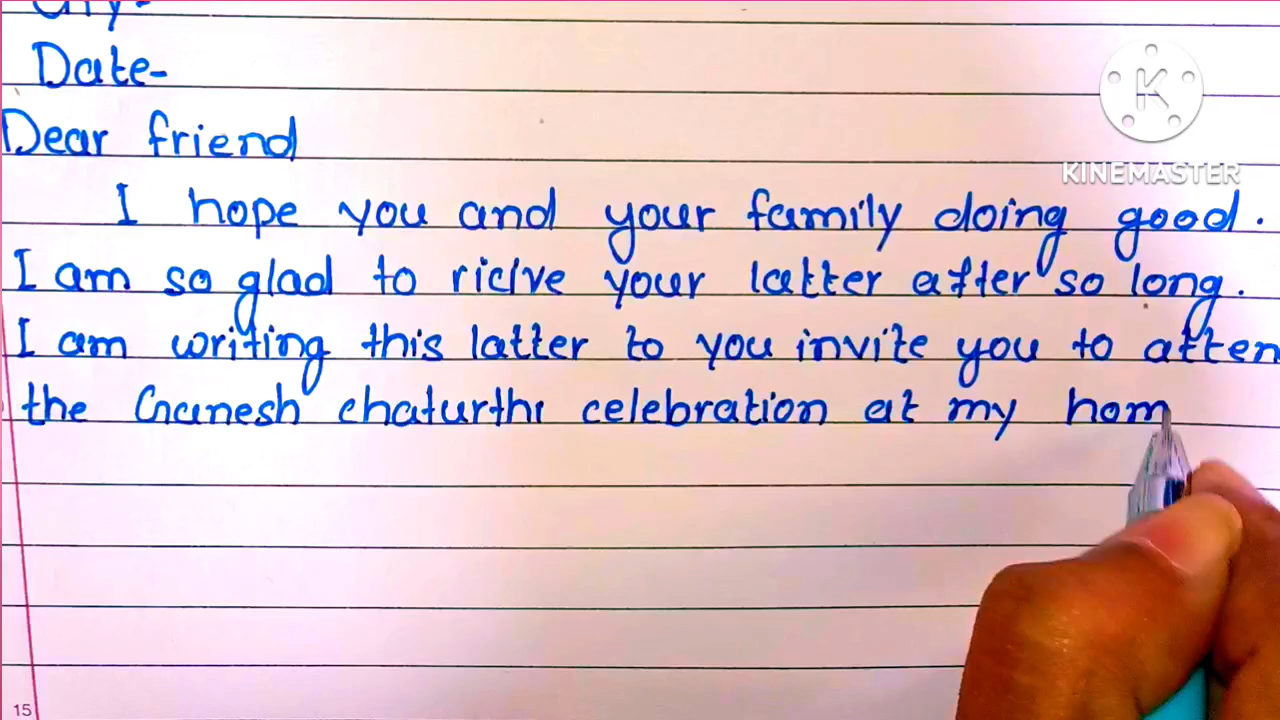 City-
Date-
Dear friend
I hope you and your family doing good.
I am so glad to ricive your latter after so long.
I am writing this latter to you invite you to atten
the Ganesh chaturthi celebration at my hom
K
KINEMASTER
15